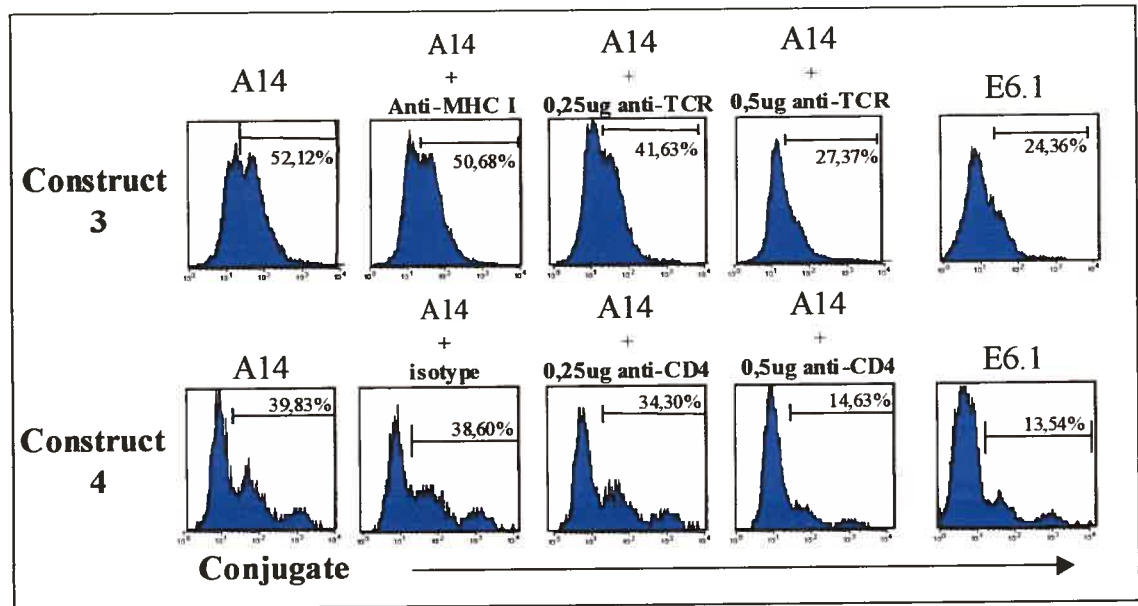 A14
A14
+
Anti-MHC I
A14
+
0,25ug anti-TCR
A14
+
0,5ug anti-TCR
E6.1
Construct
3
52,12%
50,68%
41,63%
27,37%
24,36%
A14
A14
+
isotype
A14
+
0,25ug anti-CD4
A14
+
0,5ug anti-CD4
E6.1
Construct
4
39,83%
38,60%
34,30%
14,63%
13,54%
Conjugate